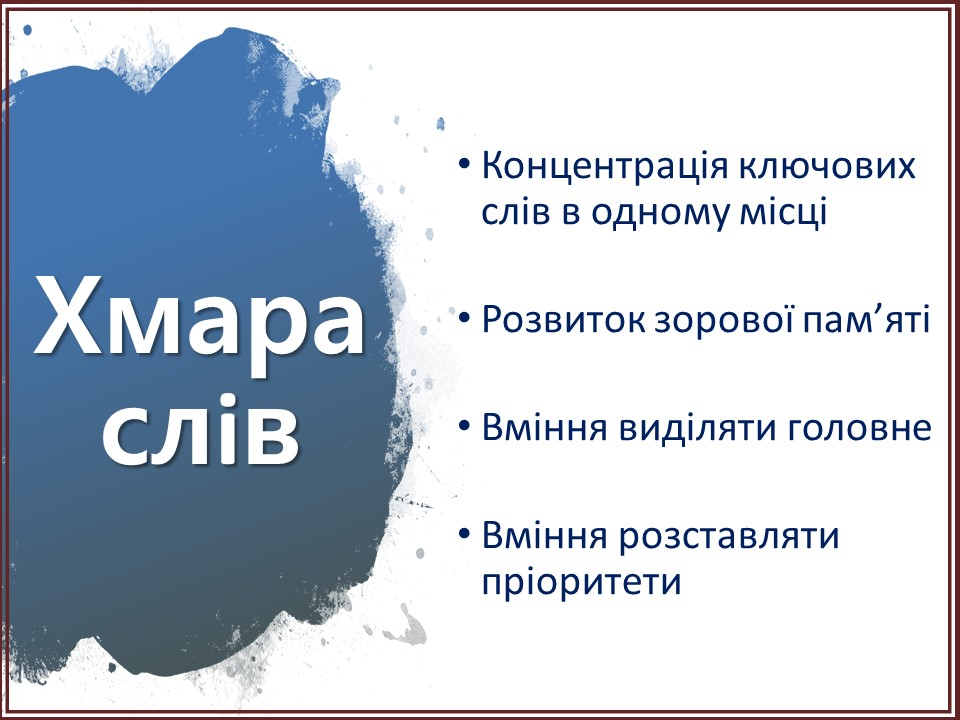 Хмара
слів
• Концентрація ключових
слів в одному місці
• Розвиток зорової пам’яті
• Вміння виділяти головне
• Вміння розставляти
пріоритети